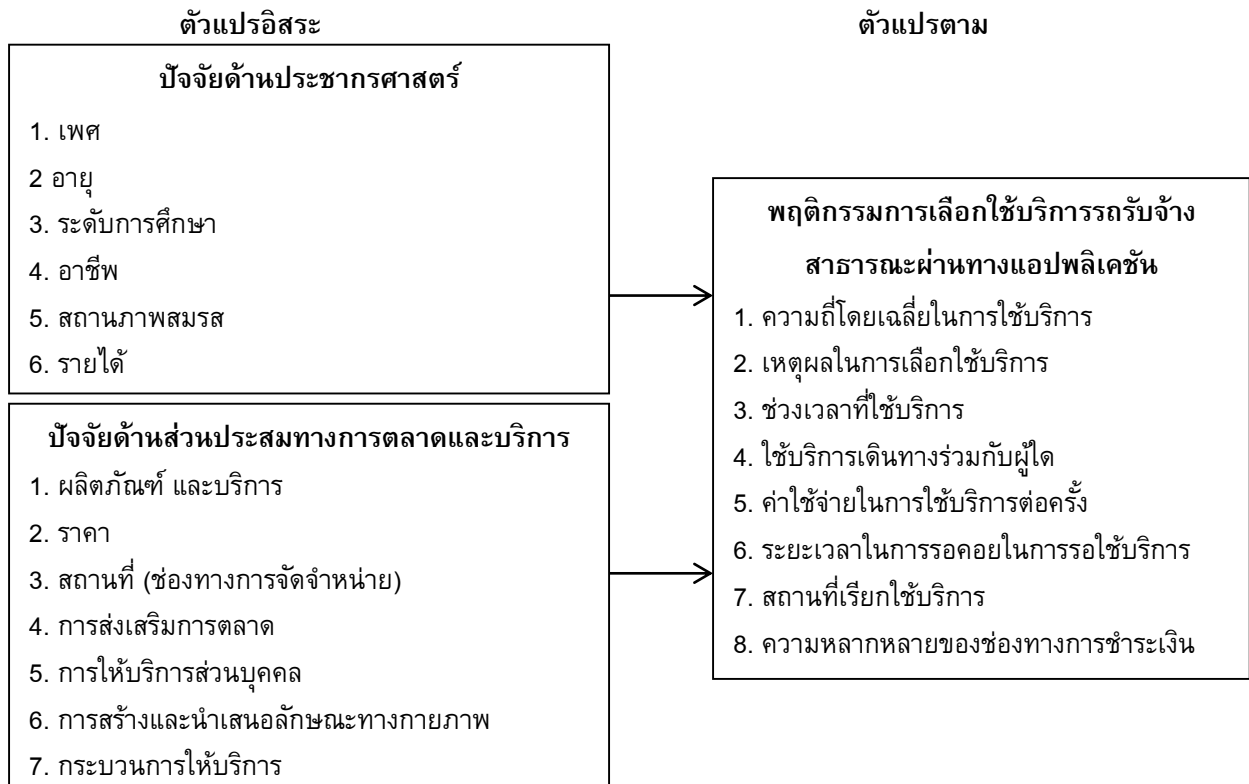 ตัวแปรอิสระ
ปัจจัยด้านประชากรศาสตร์
1. เพศ
2 อายุ
3. ระดับการศึกษา
4. อาชีพ
5. สถานภาพสมรส
6. รายได้
ปัจจัยด้านส่วนประสมทางการตลาดและบริการ
1. ผลิตภัณฑ์ และบริการ
2. ราคา
3. สถานที่ (ช่องทางการจัดจำหน่าย)
4. การส่งเสริมการตลาด
5. การให้บริการส่วนบุคคล
6. การสร้างและนำเสนอลักษณะทางกายภาพ
7. กระบวนการให้บริการ
ตัวแปรตาม
พฤติกรรมการเลือกใช้บริการรถรับจ้าง
สาธารณะผ่านทางแอปพลิเคชัน
1. ความถี่โดยเฉลี่ยในการใช้บริการ
2. เหตุผลในการเลือกใช้บริการ
3. ช่วงเวลาที่ใช้บริการ
4. ใช้บริการเดินทางร่วมกับผู้ใด
5. ค่าใช้จ่ายในการใช้บริการต่อครั้ง
6. ระยะเวลาในการรอคอยในการรอใช้บริการ
7. สถานที่เรียกใช้บริการ
8. ความหลากหลายของช่องทางการชำระเงิน